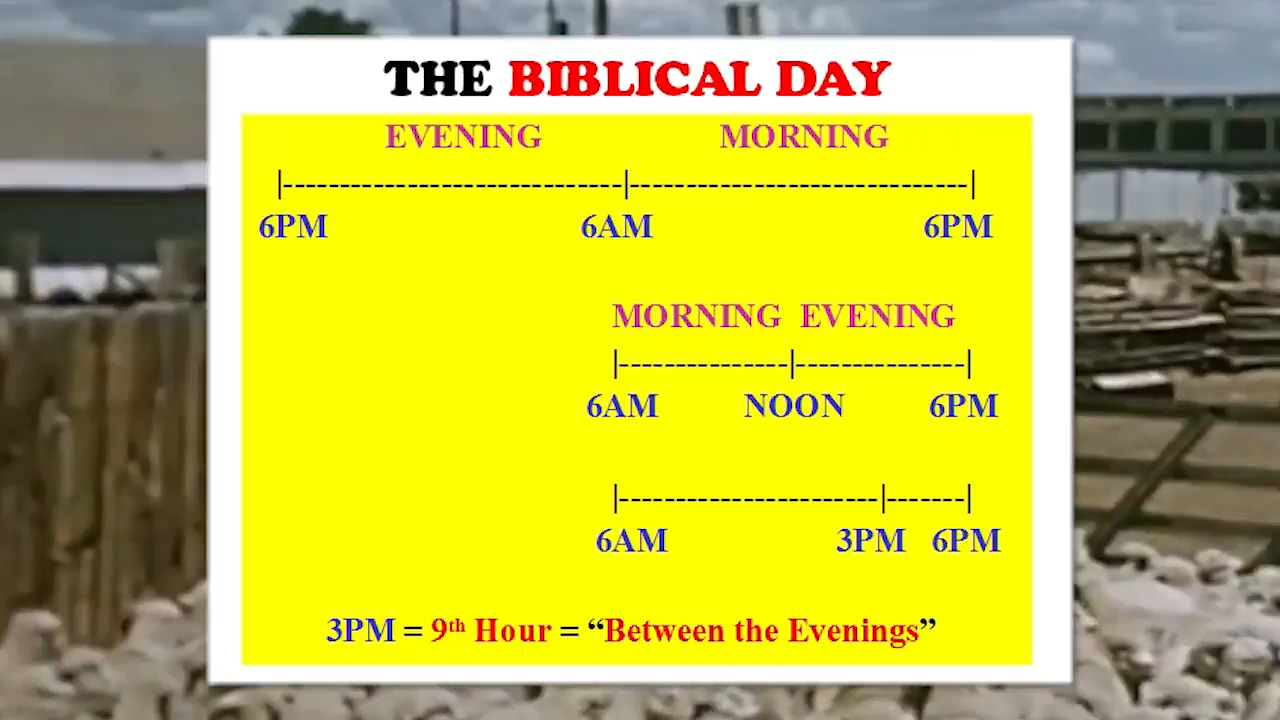 THE BIBLICAL DAY
EVENING MORNING
|------------------------------|------------------------------|
6PM 6AM 6PM
MORNING EVENING
|---------------|---------------|
6AM NOON 6PM
|-----------------------|-------|
6AM 3PM 6PM
3PM = 9th Hour = “Between the Evenings”